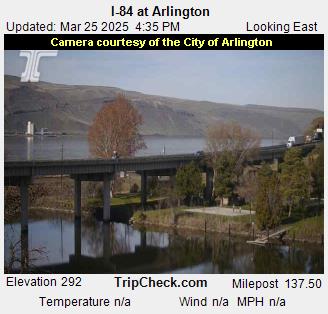 I-84 at Arlington
Updated: Mar 25 2025 4:35 PM Looking East
Camera courtesy of the City of Arlington
Elevation 292 TripCheck.com Milepost 137.50
Temperature n/a Wind n/a MPH n/a